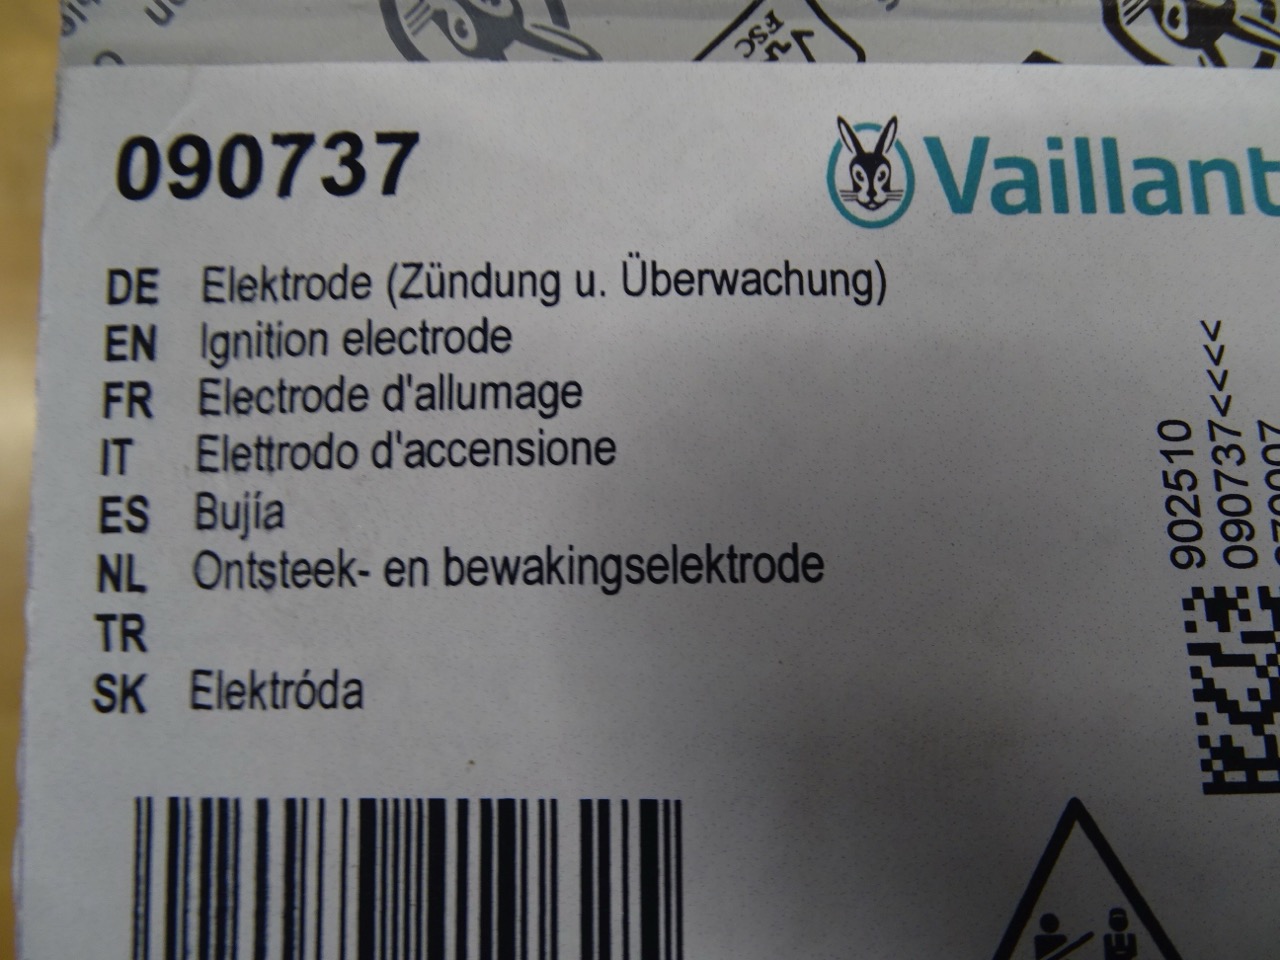 FSC
090737
Vaillant
DE Elektrode (Zündung u. Überwachung)
EN Ignition electrode
FR Electrode d'allumage
IT Elettrodo d'accensione
ES Bujía
NL Ontsteek- en bewakingselektrode
TR
SK Elektróda
902510
090737<<<<